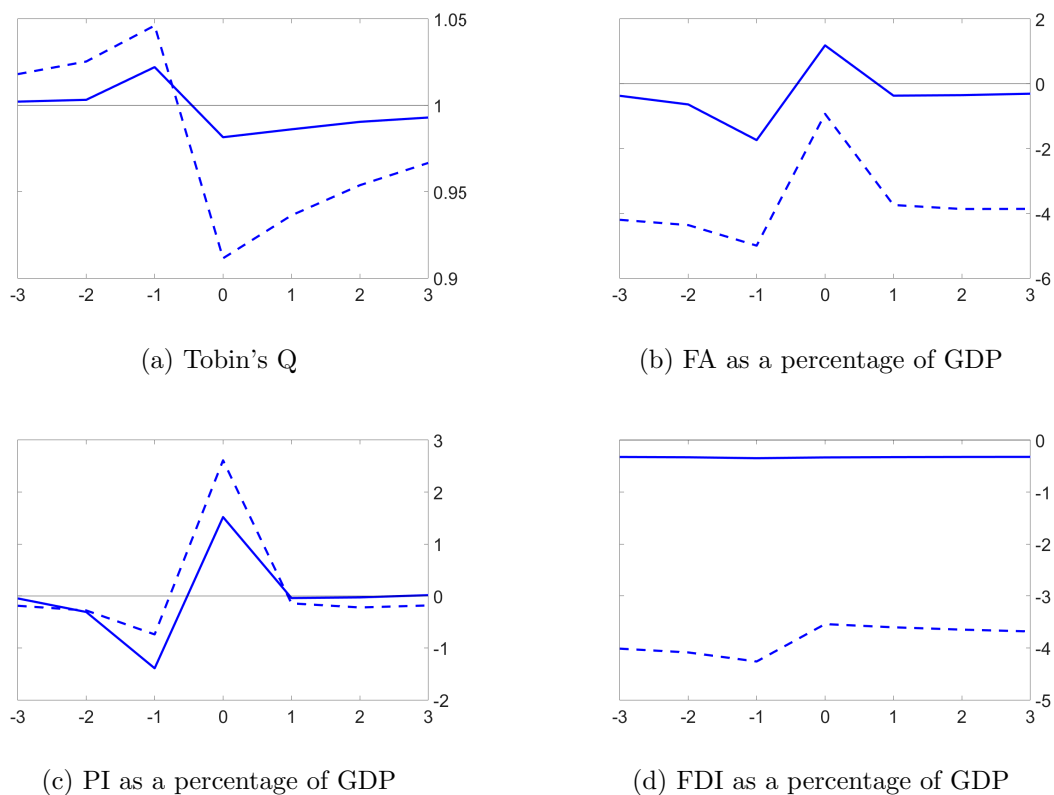 1.05
1
0.95
0.9
-3 -2 -1 0 1 2 3
(a) Tobin's Q
2
0
-2
-4
-6
-3 -2 -1 0 1 2 3
(b) FA as a percentage of GDP
3
2
1
0
-1
-2
-3 -2 -1 0 1 2 3
(c) PI as a percentage of GDP
0
-1
-2
-3
-4
-5
-3 -2 -1 0 1 2 3
(d) FDI as a percentage of GDP